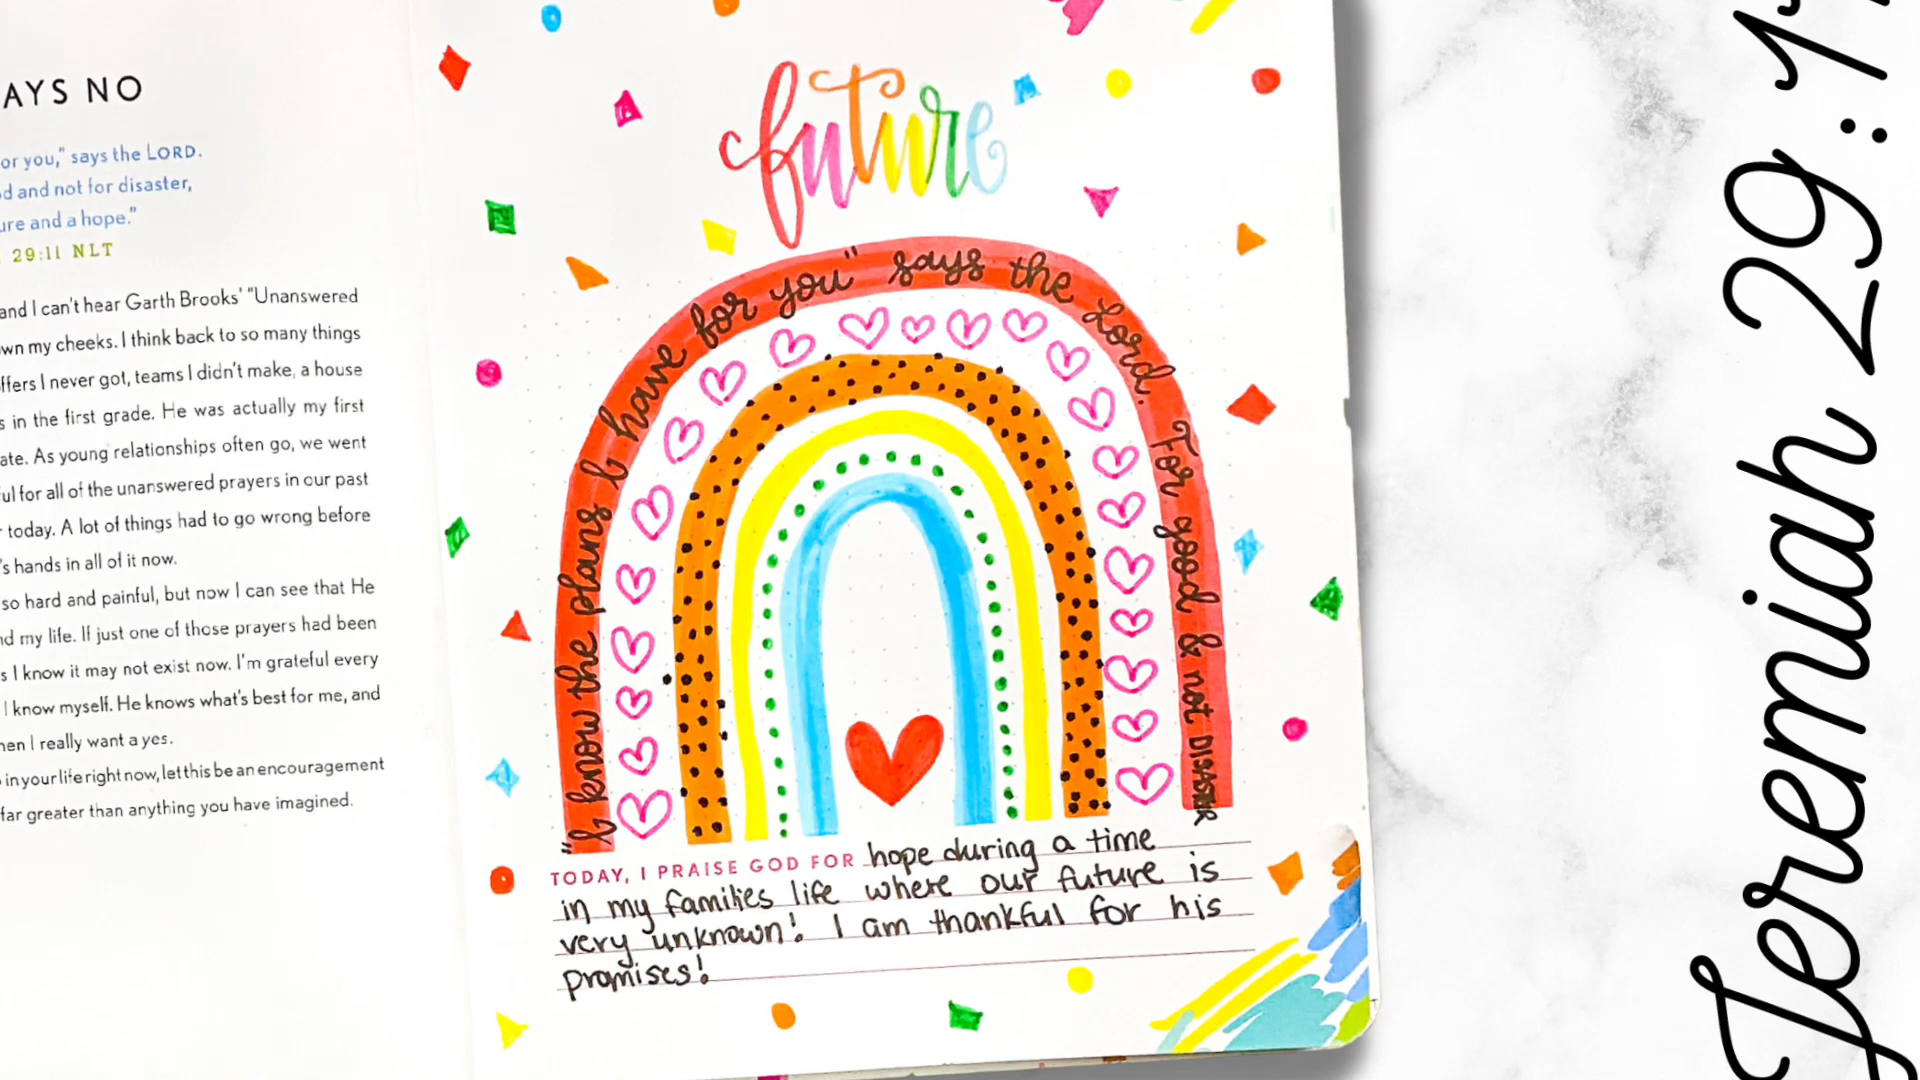 AYS NO
or you," says the LORD.
d and not for disaster,
ure and a hope."
29:11 NLT
and I can't hear Garth Brooks' "Unanswered
wn my cheeks. I think back to so many things
ffers I never got, teams I didn't make, a house
s in the first grade. He was actually my first
ate. As young relationships often go, we went
ul for all of the unanswered prayers in our past
today. A lot of things had to go wrong before
's hands in all of it now.
so hard and painful, but now I can see that He
nd my life. If just one of those prayers had been
s I know it may not exist now. I'm grateful every
I know myself. He knows what's best for me, and
hen I really want a yes.
in your life right now, let this be an encouragement
far greater than anything you have imagined.
future
"I know the plans I have for you" says the Lord. For good & not DISASTER
TODAY, I PRAISE GOD FOR hope during a time
in my families life where our future is
very unknown! I am thankful for his
promises!
Jeremiah 29:11